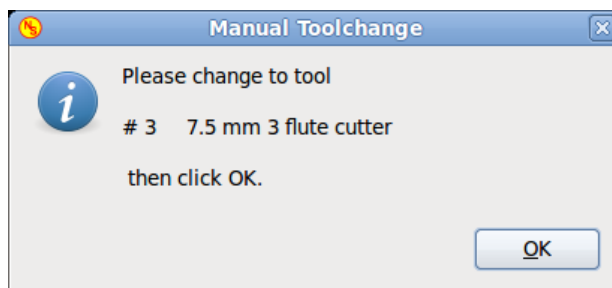 Manual Toolchange
Please change to tool
# 3 7.5 mm 3 flute cutter
then click OK.
OK